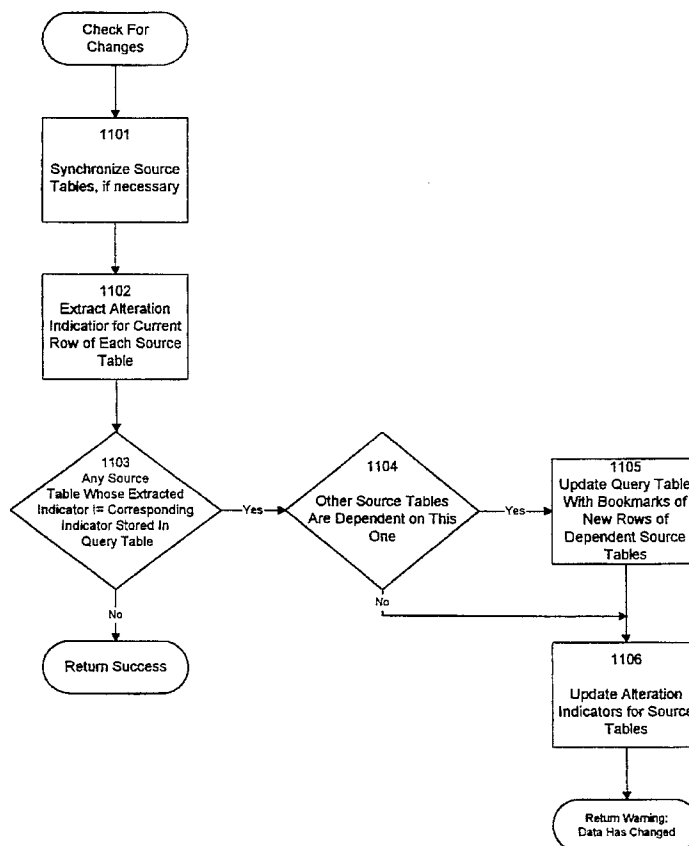 Check For
Changes
1101
Synchronize Source
Tables, if necessary
1102
Extract Alteration
Indicatior for Current
Row of Each Source
Table
1103
Any Source
Table Whose Extracted
Indicator != Corresponding
Indicator Stored In
Query Table
Yes
No
Return Success
1104
Other Source Tables
Are Dependent on This
One
Yes
No
1105
Update Query Table
With Bookmarks of
New Rows of
Dependent Source
Tables
1106
Update Alteration
Indicators for Source
Tables
Return Warning:
Data Has Changed